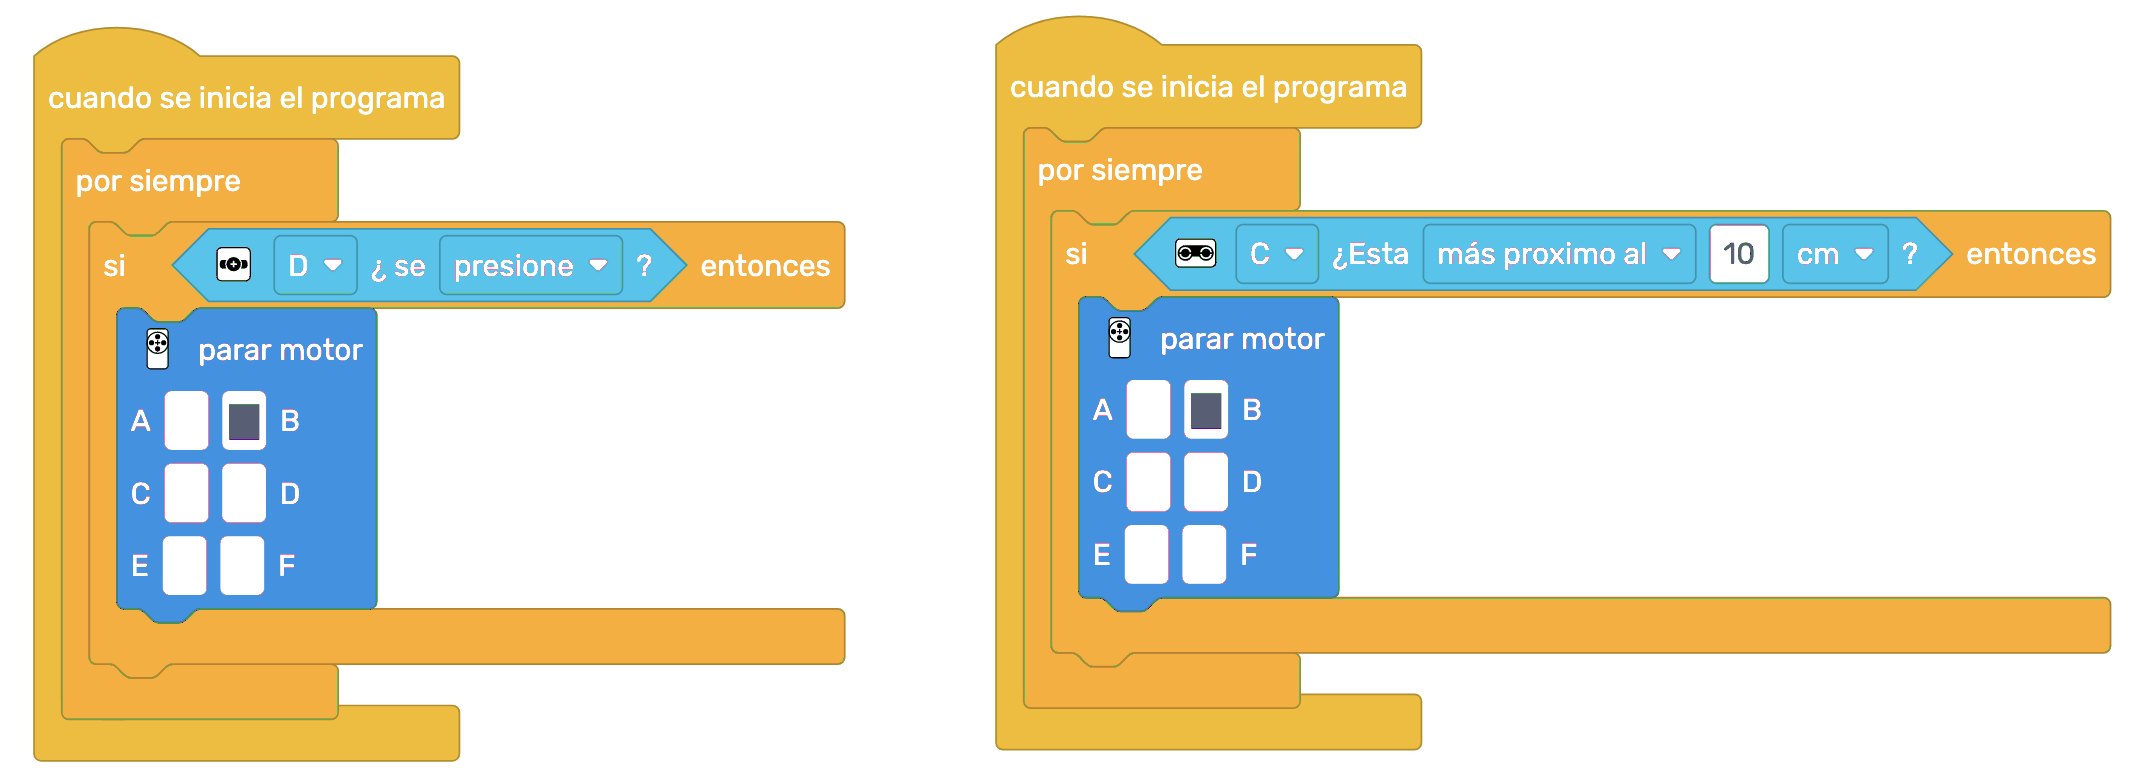 cuando se inicia el programa
por siempre
si D ¿ se presione ? entonces
parar motor
A B
C D
E F
cuando se inicia el programa
por siempre
si C ¿Esta más proximo al 10 cm ? entonces
parar motor
A B
C D
E F